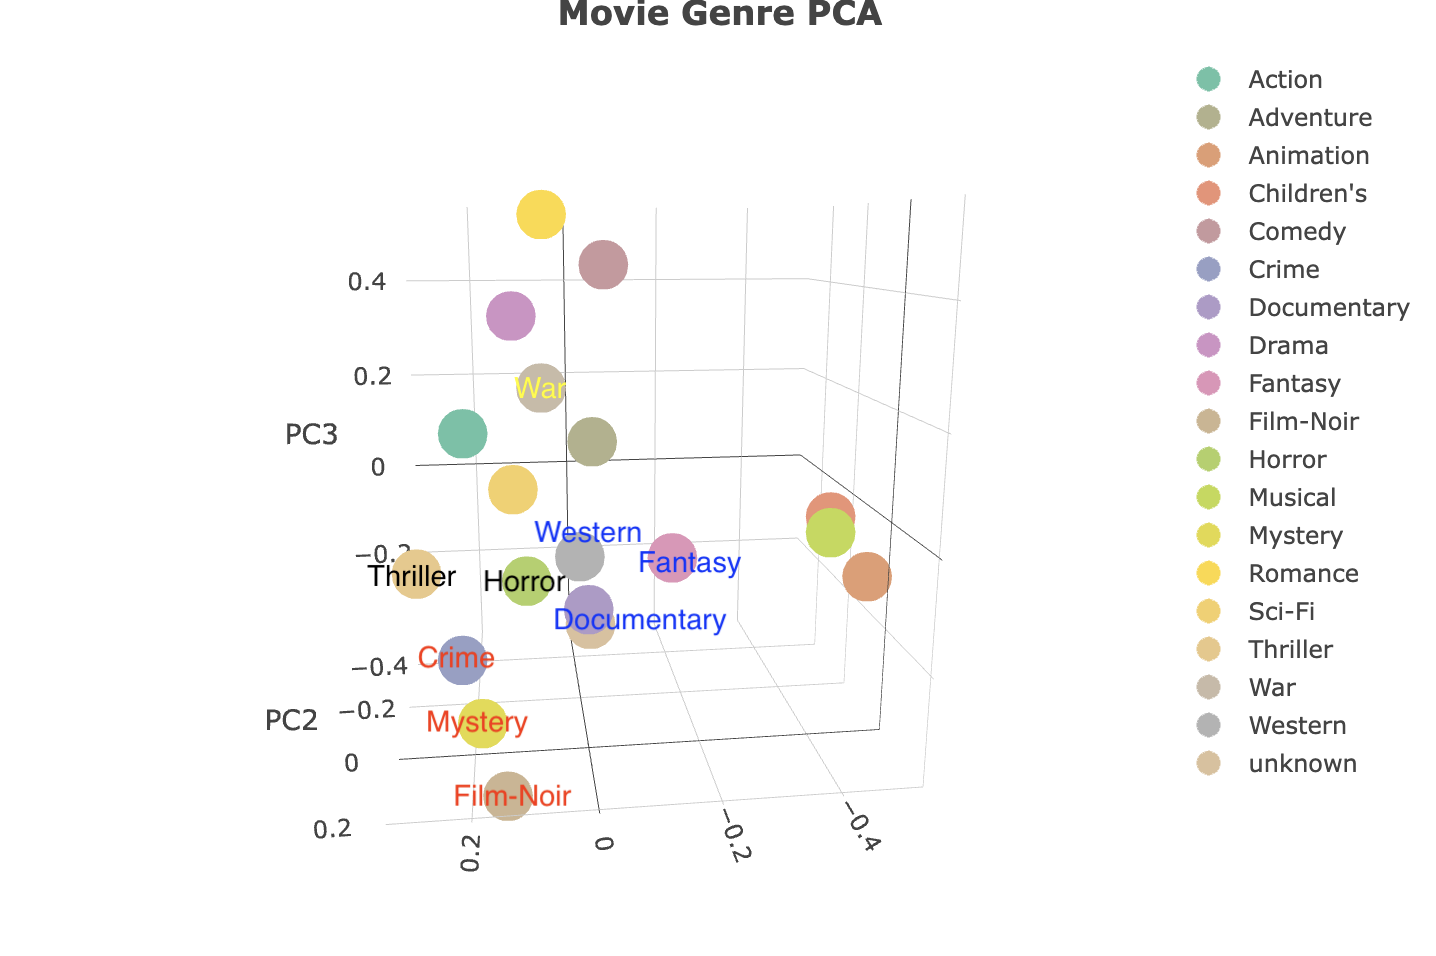 Movie Genre PCA
Action
Adventure
Animation
Children's
Comedy
Crime
Documentary
Drama
Fantasy
Film-Noir
Horror
Musical
Mystery
Romance
Sci-Fi
Thriller
War
Western
unknown
0.4
0.2
PC3
0
−0.2
−0.4
PC2
−0.2
0
0.2
0.2
0
−0.2
−0.4
War
Western
Fantasy
Thriller
Horror
Documentary
Crime
Mystery
Film-Noir